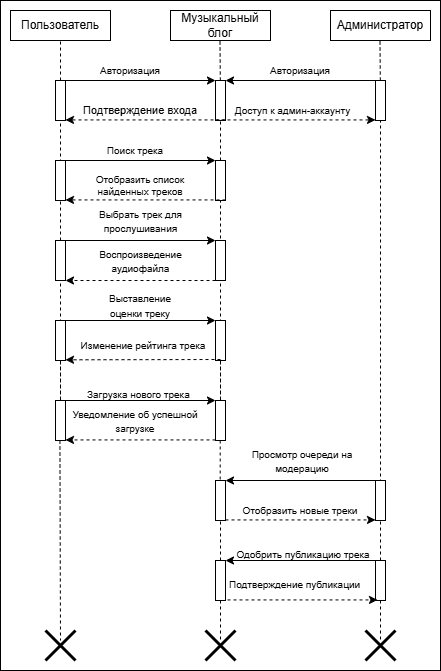 Пользователь
Музыкальный
блог
Администратор
Авторизация
Авторизация
Подтверждение входа
Доступ к админ-аккаунту
Поиск трека
Отобразить список
найденных треков
Выбрать трек для
прослушивания
Воспроизведение
аудиофайла
Выставление
оценки треку
Изменение рейтинга трека
Загрузка нового трека
Уведомление об успешной
загрузке
Просмотр очереди на
модерацию
Отобразить новые треки
Одобрить публикацию трека
Подтверждение публикации